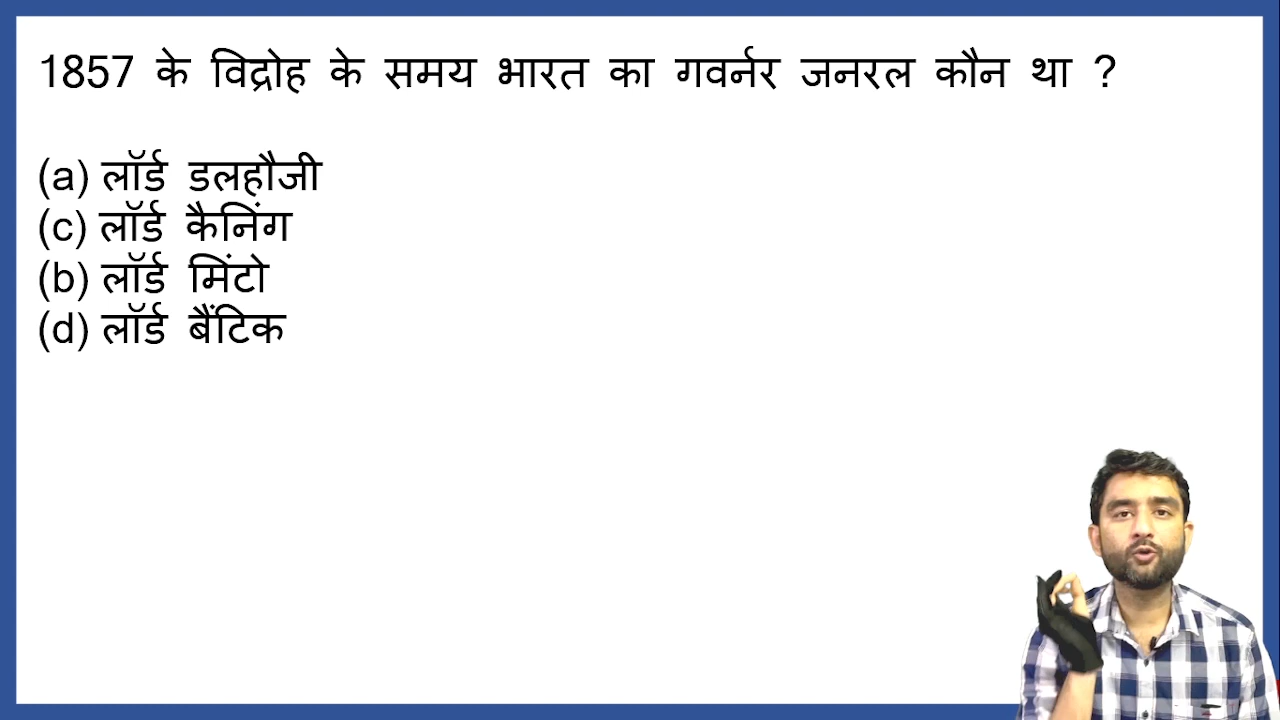 1857 के विद्रोह के समय भारत का गवर्नर जनरल कौन था ?
(a) लॉर्ड डलहौजी
(c) लॉर्ड कैनिंग
(b) लॉर्ड मिंटो
(d) लॉर्ड बैंटिक